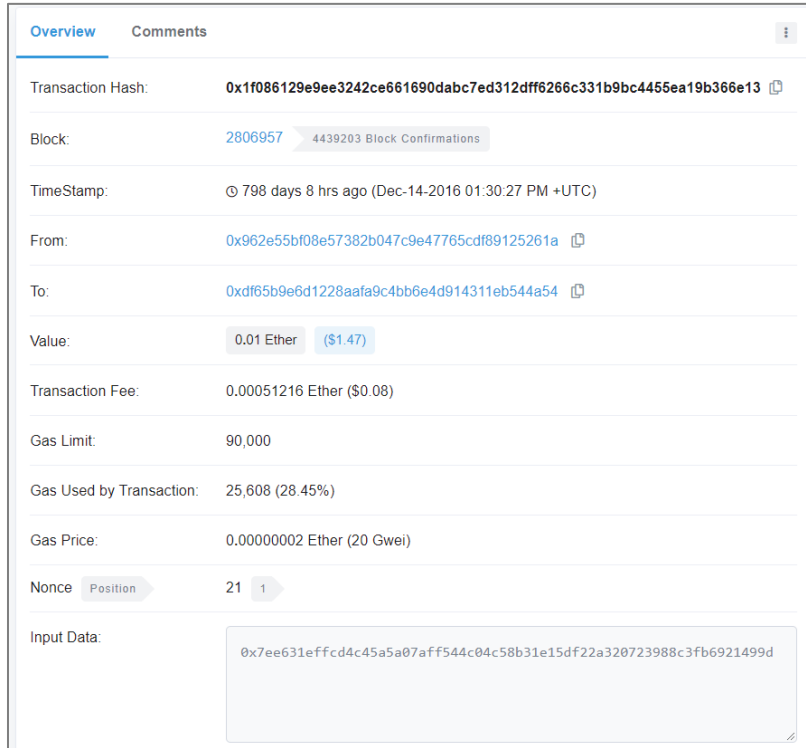 Overview Comments
Transaction Hash: 0x1f086129e9ee3242ce661690dabc7ed312dff6266c331b9bc4455ea19b366e13
Block: 2806957 4439203 Block Confirmations
TimeStamp: 798 days 8 hrs ago (Dec-14-2016 01:30:27 PM +UTC)
From: 0x962e55bf08e57382b047c9e47765cdf89125261a
To: 0xdf65b9e6d1228aafa9c4bb6e4d914311eb544a54
Value: 0.01 Ether ($1.47)
Transaction Fee: 0.00051216 Ether ($0.08)
Gas Limit: 90,000
Gas Used by Transaction: 25,608 (28.45%)
Gas Price: 0.00000002 Ether (20 Gwei)
Nonce Position 21 1
Input Data: 0x7ee631effcd4c45a5a07aff544c04c58b31e15df22a320723988c3fb6921499d